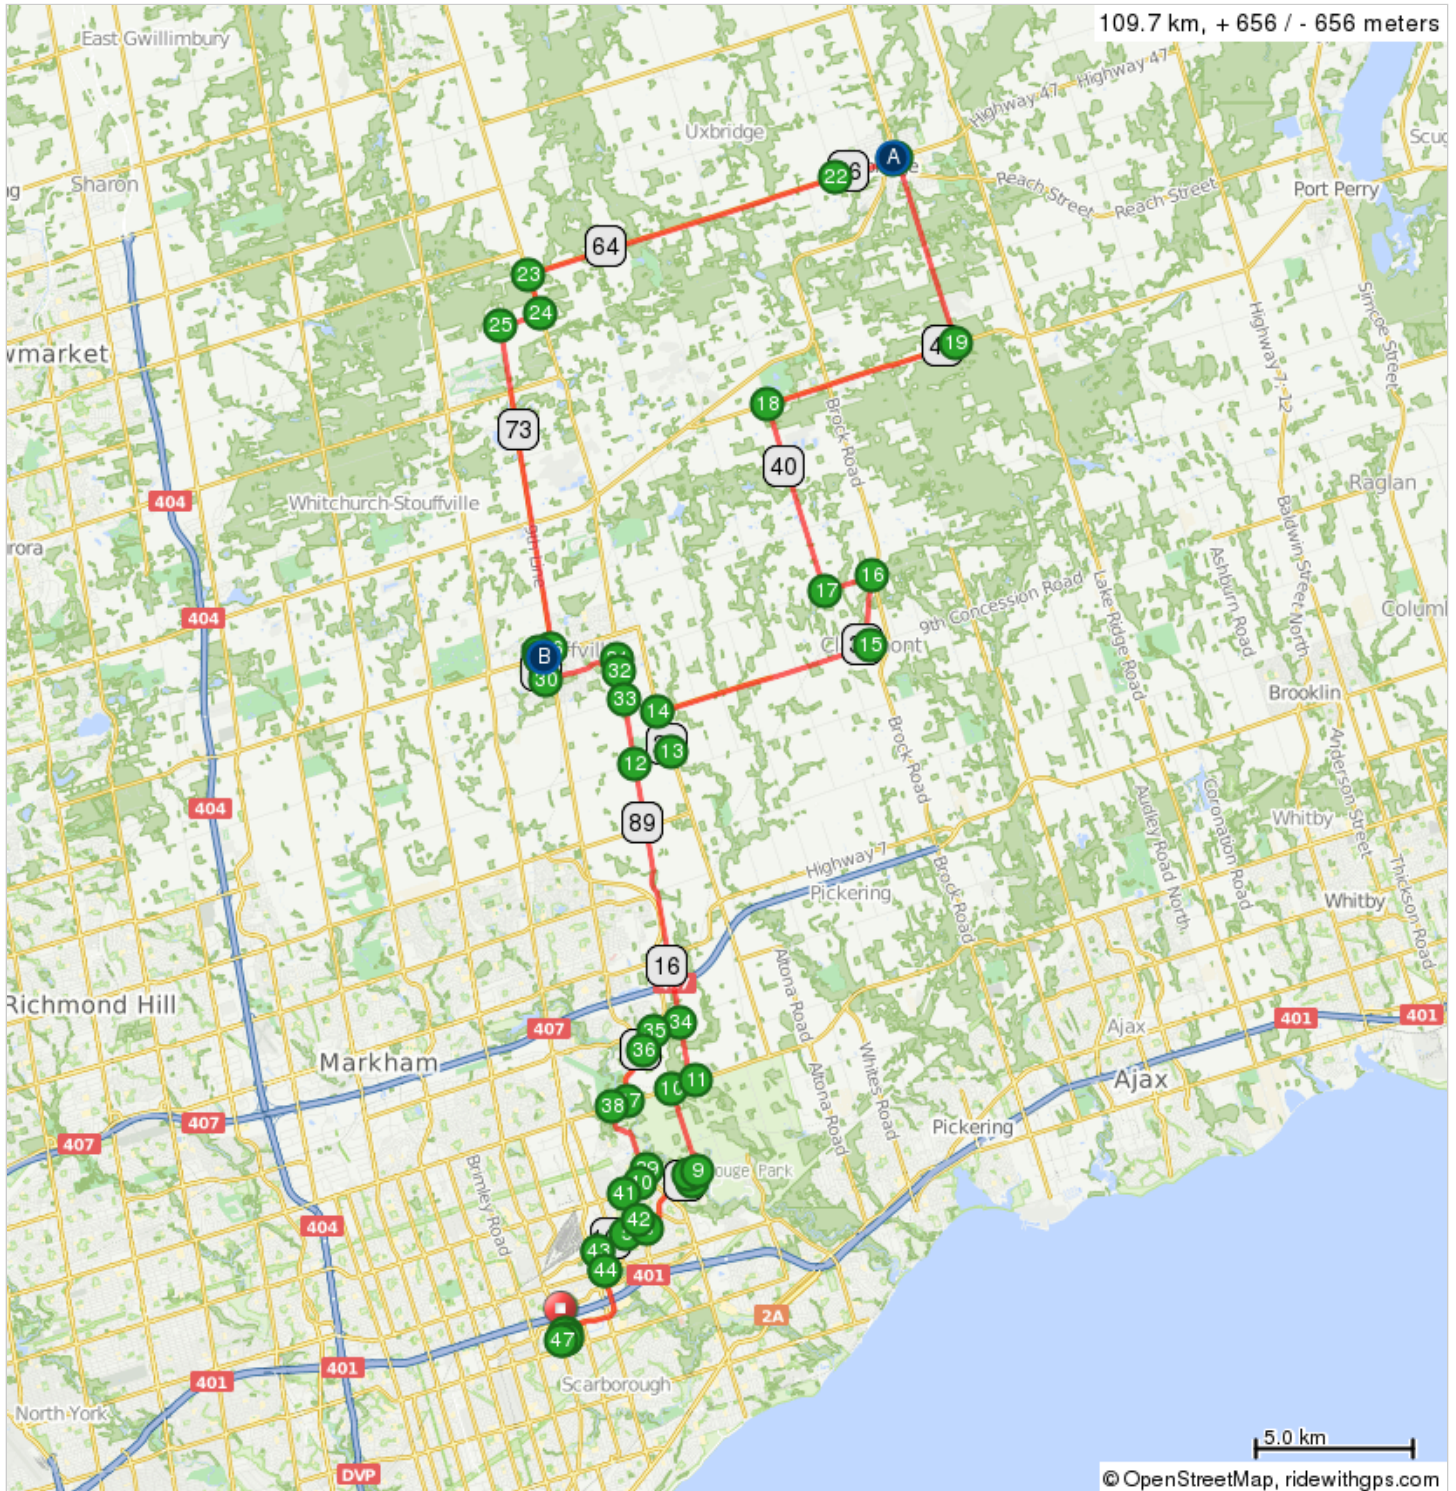 109.7 km, + 656 / - 656 meters
East Gwillimbury
Highway 47
Highway 47
Uxbridge
A
22
Sharon
Reach Street
Reach Street
Port Perry
64
23
24
25
19
18
Highway 7; 12
Simcoe Street
73
Brock Road
40
404
Whitchurch-Stouffville
Raglan
9th Line
Baldwin Street North
16
17
Ashburn Road
Lake Ridge Road
9th Concession Road
404
15
B
30
32
33
14
Brooklin
13
12
Brock Road
404
89
Anderson Street
Coronation Road
Audley Road North
Whitby
Highway 7
Pickering
Brock Road
Thickson Road
Whitby
16
Altona Road
Richmond Hill
407
34
35
36
401
401
Ajax
Markham
Ajax
Whites Road
Altona Road
10
11
38
407
407
Pickering
Brimley Road
9
41
42
404
43
44
401
2A
47
401
401
Scarborough
North York
DVP
5.0 km
© OpenStreetMap, ridewithgps.com